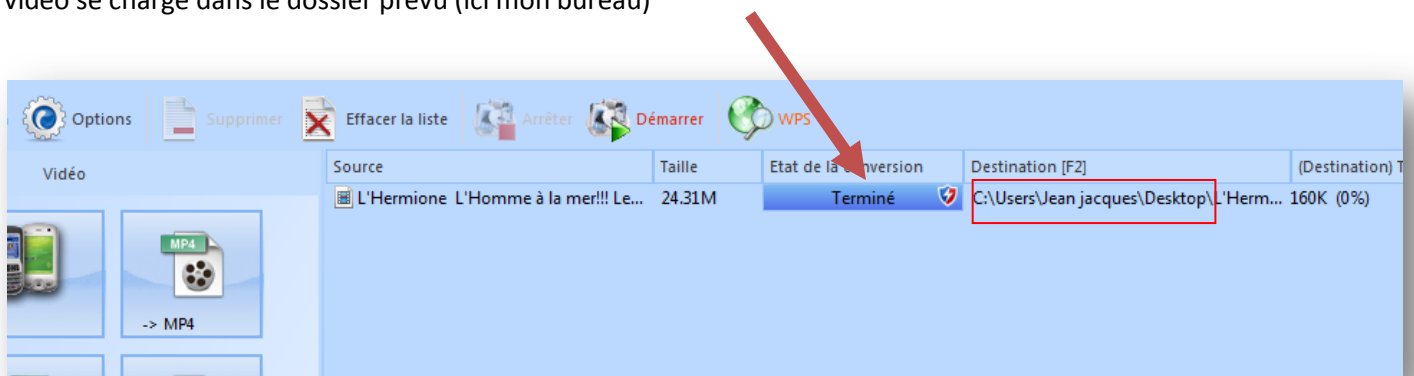 vidéo se charge dans le dossier prévu (ici mon bureau)
Options Supprimer Effacer la liste Arrêter Démarrer WPS
Vidéo
Source Taille Etat de la conversion Destination [F2] (Destination) T
L'Hermione L'Homme à la mer!!! Le... 24.31M Terminé C:\Users\Jean jacques\Desktop\L'Herm... 160K (0%)
MP4
-> MP4